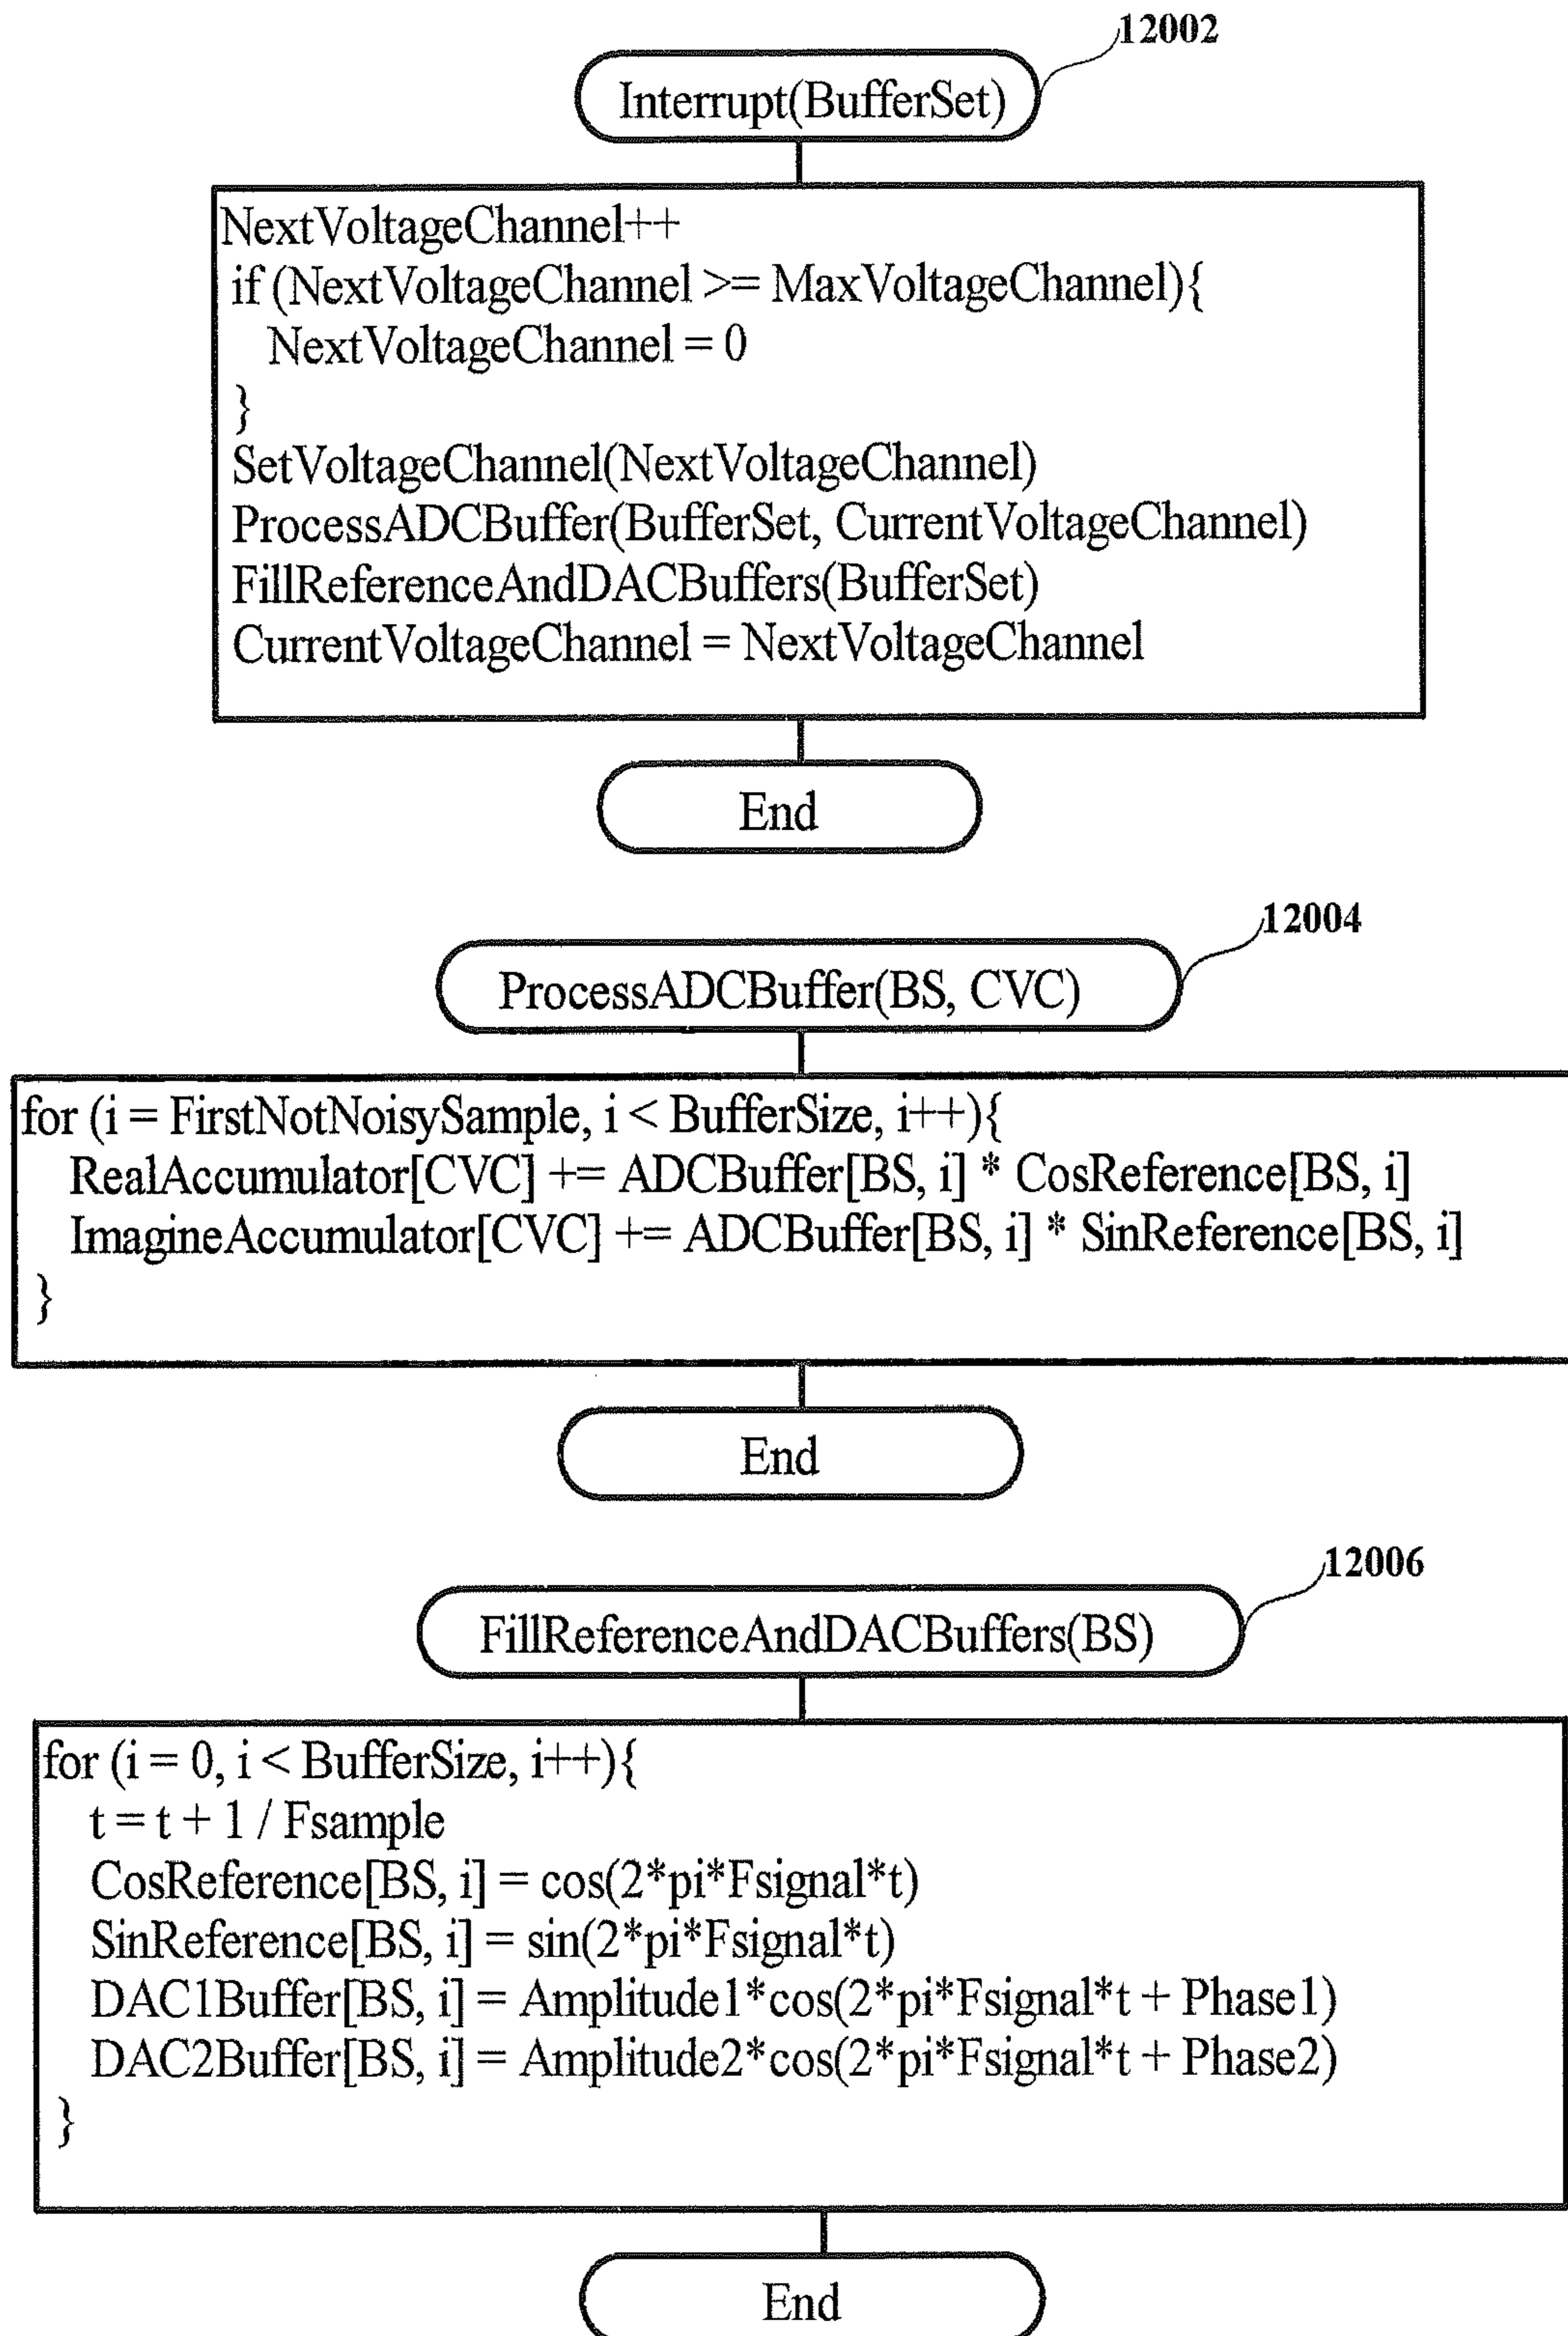 12002
Interrupt(BufferSet)
NextVoltageChannel++
if (NextVoltageChannel >= MaxVoltageChannel){
NextVoltageChannel = 0
}
SetVoltageChannel(NextVoltageChannel)
ProcessADCBuffer(BufferSet, CurrentVoltageChannel)
FillReferenceAndDACBuffers(BufferSet)
CurrentVoltageChannel = NextVoltageChannel
End
12004
ProcessADCBuffer(BS, CVC)
for (i = FirstNotNoisySample, i < BufferSize, i++){
RealAccumulator[CVC] += ADCBuffer[BS, i] * CosReference[BS, i]
ImagineAccumulator[CVC] += ADCBuffer[BS, i] * SinReference[BS, i]
}
End
12006
FillReferenceAndDACBuffers(BS)
for (i = 0, i < BufferSize, i++){
t = t + 1 / Fsample
CosReference[BS, i] = cos(2*pi*Fsignal*t)
SinReference[BS, i] = sin(2*pi*Fsignal*t)
DAC1Buffer[BS, i] = Amplitude1*cos(2*pi*Fsignal*t + Phase1)
DAC2Buffer[BS, i] = Amplitude2*cos(2*pi*Fsignal*t + Phase2)
}
End